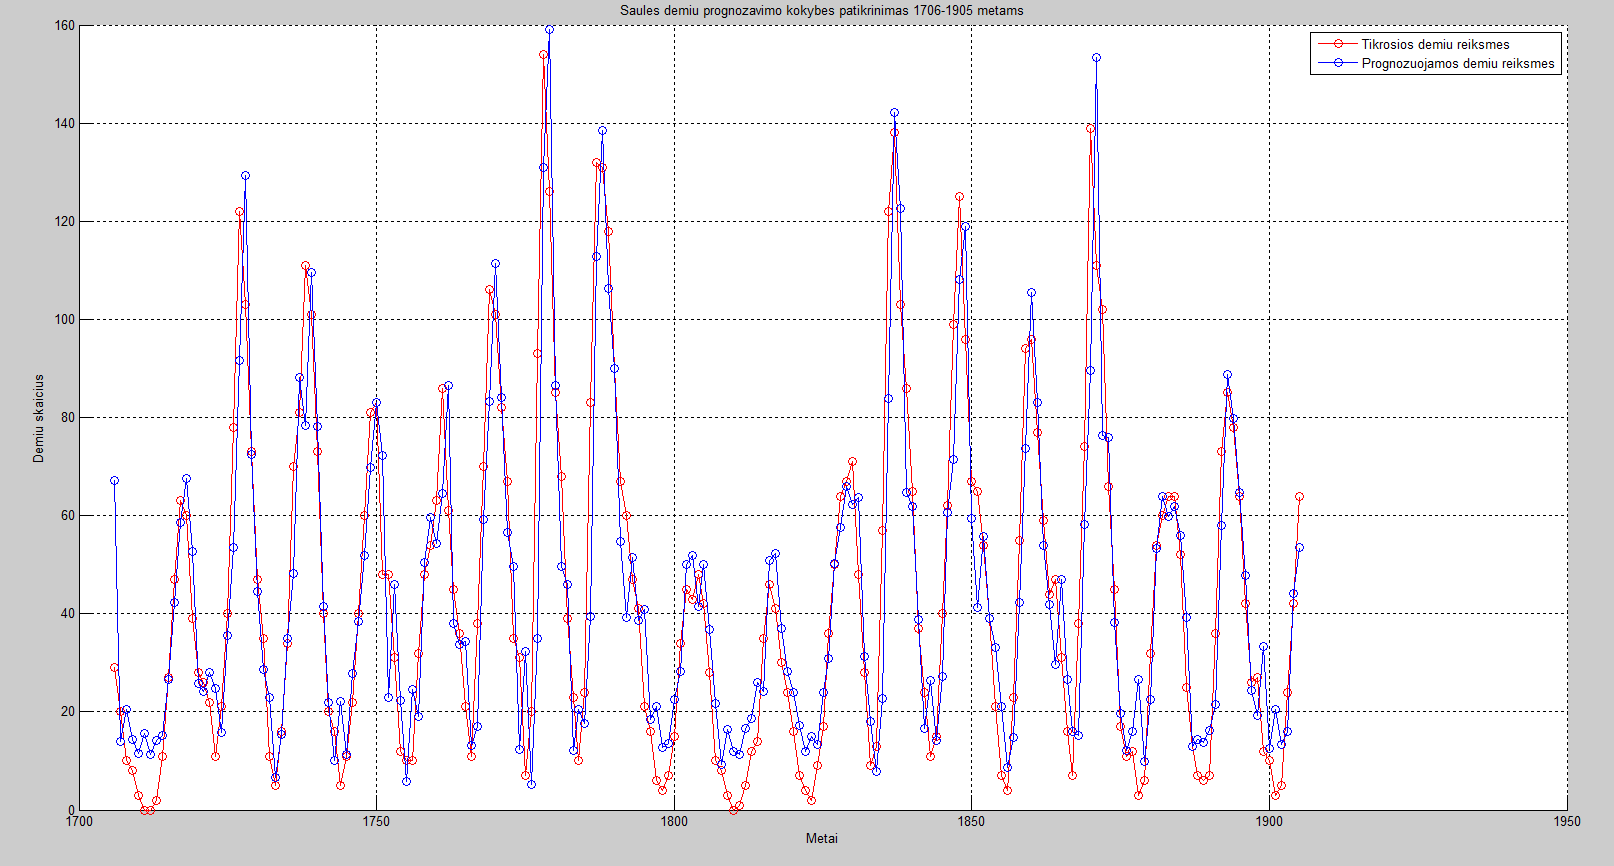 Saules demiu prognozavimo kokybes patikrinimas 1706-1905 metams
Tikrosios demiu reiksmes
Prognozuojamos demiu reiksmes
160
140
120
100
80
60
40
20
0
Demiu skaicius
1700 1750 1800 1850 1900 1950
Metai